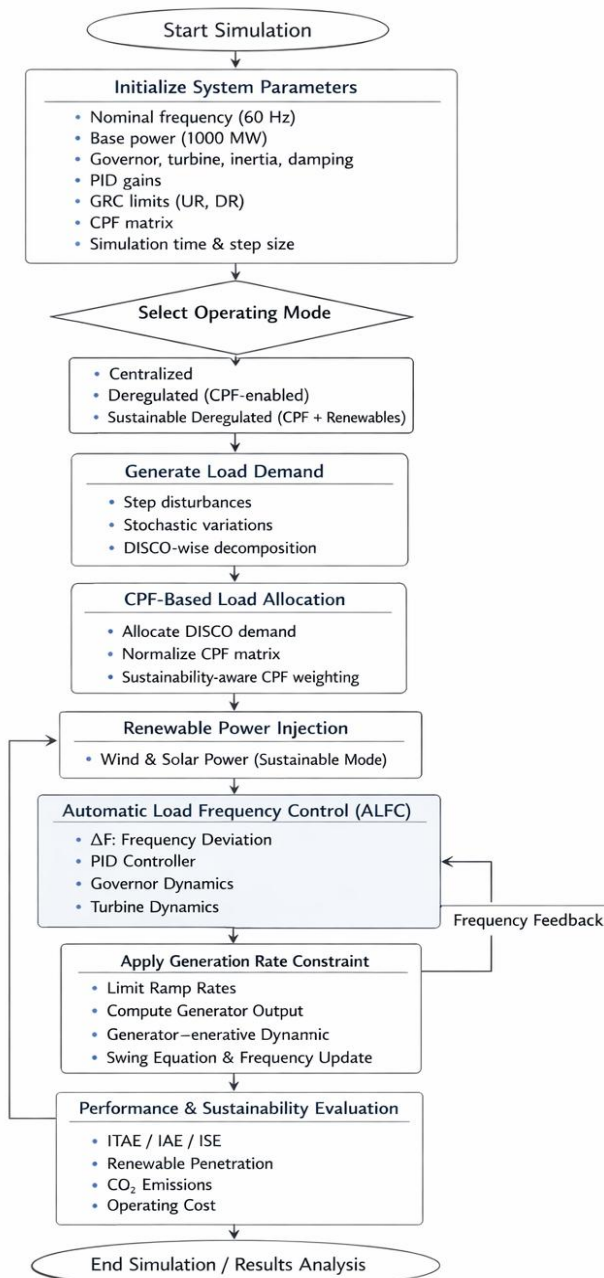 Start Simulation
Initialize System Parameters
• Nominal frequency (60 Hz)
• Base power (1000 MW)
• Governor, turbine, inertia, damping
• PID gains
• GRC limits (UR, DR)
• CPF matrix
• Simulation time & step size
Select Operating Mode
• Centralized
• Deregulated (CPF-enabled)
• Sustainable Deregulated (CPF + Renewables)
Generate Load Demand
• Step disturbances
• Stochastic variations
• DISCO-wise decomposition
CPF-Based Load Allocation
• Allocate DISCO demand
• Normalize CPF matrix
• Sustainability-aware CPF weighting
Renewable Power Injection
• Wind & Solar Power (Sustainable Mode)
Automatic Load Frequency Control (ALFC)
• ΔF: Frequency Deviation
• PID Controller
• Governor Dynamics
• Turbine Dynamics
Frequency Feedback
Apply Generation Rate Constraint
• Limit Ramp Rates
• Compute Generator Output
• Generator–enerative Dynamic
• Swing Equation & Frequency Update
Performance & Sustainability Evaluation
• ITAE / IAE / ISE
• Renewable Penetration
• CO₂ Emissions
• Operating Cost
End Simulation / Results Analysis